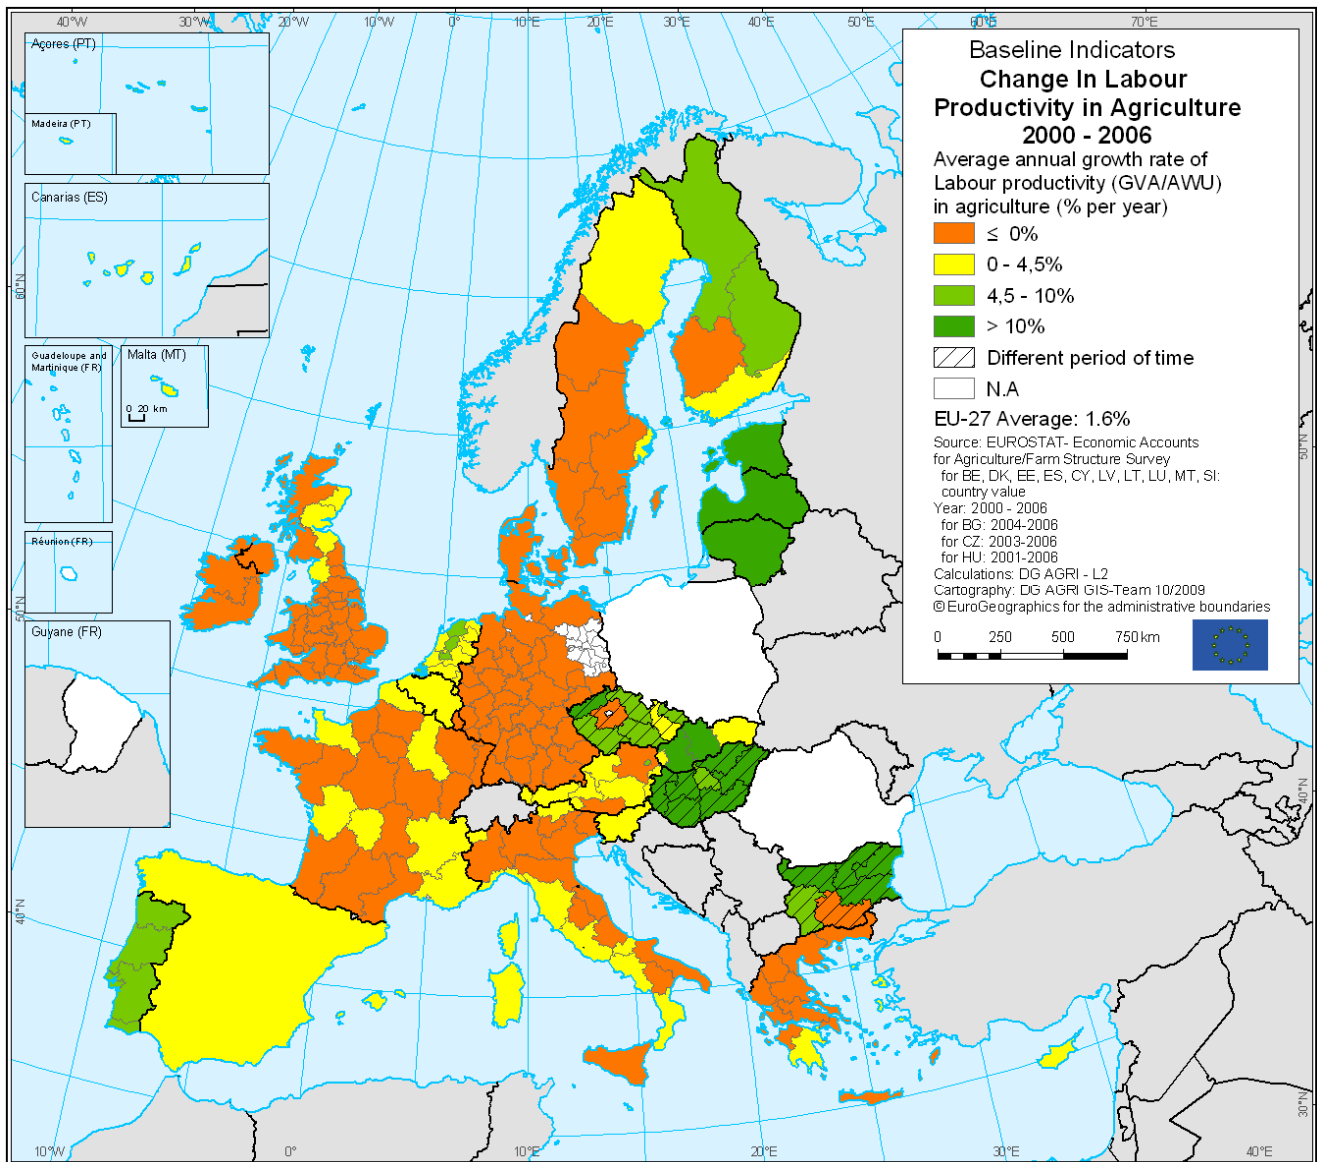 40°W
30°W
20°W
10°W
0°
10°E
20°E
30°E
40°E
50°E
60°E
70°E
Açores (PT)
Madeira (PT)
Canarias (ES)
Guadeloupe and
Martinique (FR)
Malta (MT)
0 20 km
Réunion (FR)
Guyane (FR)
Baseline Indicators
Change In Labour
Productivity in Agriculture
2000 - 2006
Average annual growth rate of
Labour productivity (GVA/AWU)
in agriculture (% per year)
≤ 0%
0 - 4,5%
4,5 - 10%
> 10%
Different period of time
N.A
EU-27 Average: 1.6%
Source: EUROSTAT- Economic Accounts
for Agriculture/Farm Structure Survey
for BE, DK, EE, ES, CY, LV, LT, LU, MT, SI:
country value
Year: 2000 - 2006
for BG: 2004-2006
for CZ: 2003-2006
for HU: 2001-2006
Calculations: DG AGRI - L2
Cartography: DG AGRI GIS-Team 10/2009
© EuroGeographics for the administrative boundaries
0 250 500 750 km
60°N
50°N
40°N
50°N
40°N
30°N
10°W
0°
10°E
20°E
30°E
40°E